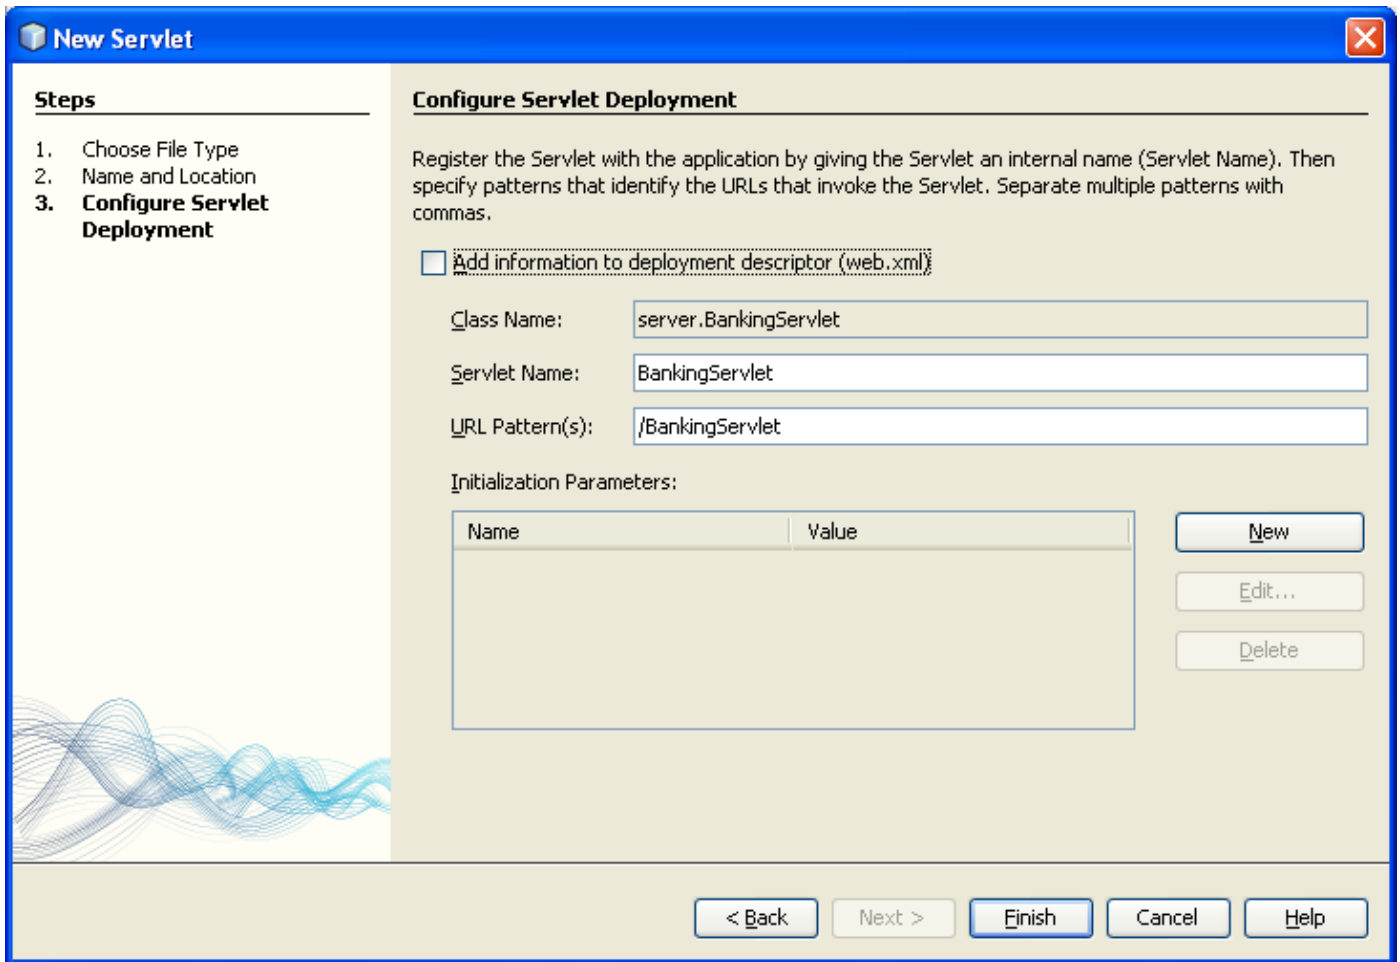 New Servlet
Steps
1. Choose File Type
2. Name and Location
3. Configure Servlet
Deployment
Configure Servlet Deployment
Register the Servlet with the application by giving the Servlet an internal name (Servlet Name). Then
specify patterns that identify the URLs that invoke the Servlet. Separate multiple patterns with
commas.
Add information to deployment descriptor (web.xml)
Class Name: server.BankingServlet
Servlet Name: BankingServlet
URL Pattern(s): /BankingServlet
Initialization Parameters:
Name Value
New
Edit...
Delete
< Back Next > Finish Cancel Help